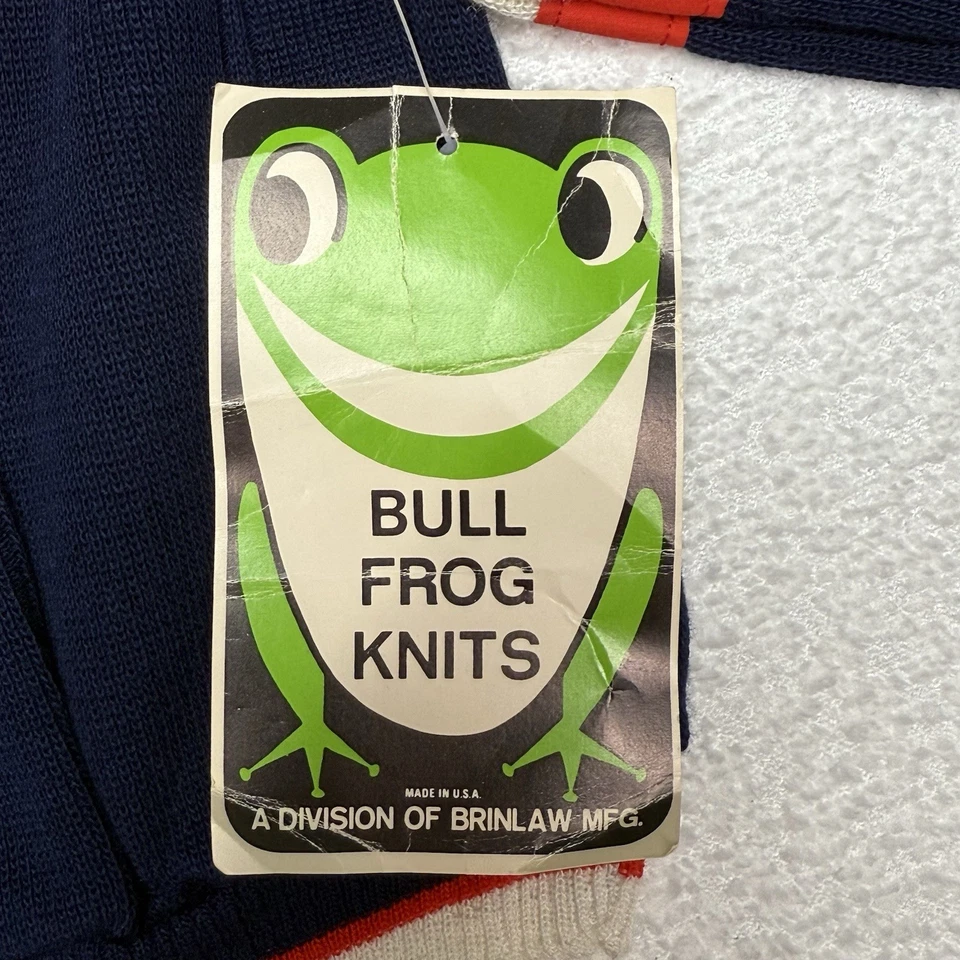 BULL
FROG
KNITS
MADE IN U.S.A.
A DIVISION OF BRINLAW MFG.